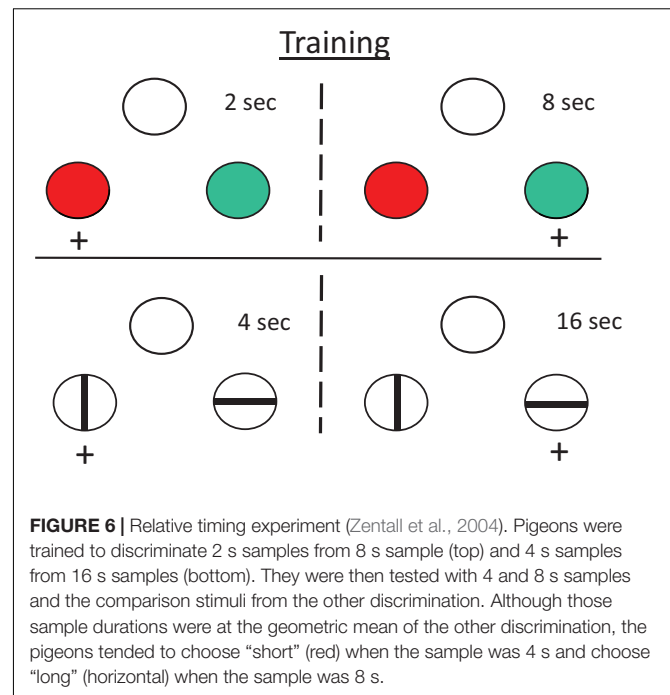 Training
2 sec
8 sec
+
+
4 sec
16 sec
+
+
FIGURE 6 | Relative timing experiment (Zentall et al., 2004). Pigeons were
trained to discriminate 2 s samples from 8 s sample (top) and 4 s samples
from 16 s samples (bottom). They were then tested with 4 and 8 s samples
and the comparison stimuli from the other discrimination. Although those
sample durations were at the geometric mean of the other discrimination, the
pigeons tended to choose “short” (red) when the sample was 4 s and choose
“long” (horizontal) when the sample was 8 s.